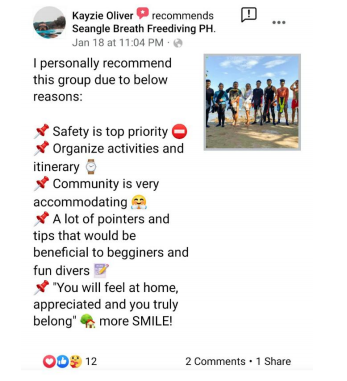 Kayzie Oliver recommends
Seangle Breath Freediving PH.
Jan 18 at 11:04 PM ·
I personally recommend
this group due to below
reasons:
📌 Safety is top priority ⛔
📌 Organize activities and
itinerary ⌚
📌 Community is very
accommodating 🤗
📌 A lot of pointers and
tips that would be
beneficial to begginers and
fun divers 📝
📌 "You will feel at home,
appreciated and you truly
belong" 🏡 more SMILE!
12
2 Comments • 1 Share